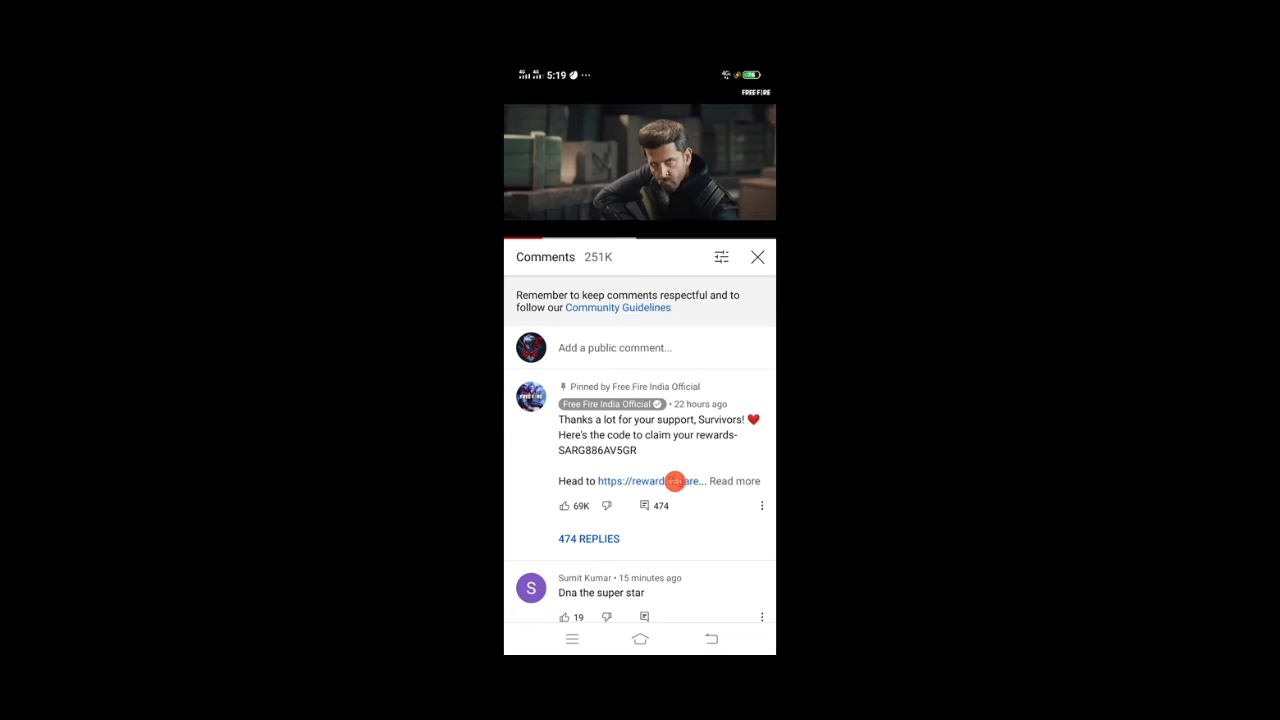 5:19
FREE FIRE
Comments 251K
Remember to keep comments respectful and to
follow our Community Guidelines
Add a public comment...
Pinned by Free Fire India Official
Free Fire India Official • 22 hours ago
Thanks a lot for your support, Survivors! ❤️
Here's the code to claim your rewards-
SARG886AV5GR
Head to https://reward are... Read more
69K 474
474 REPLIES
S
Sumit Kumar • 15 minutes ago
Dna the super star
19